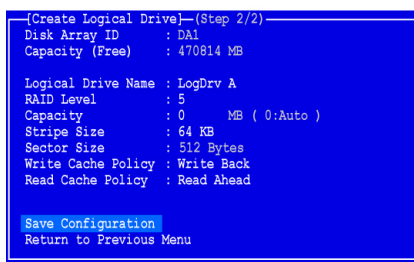 [Create Logical Drive]—(Step 2/2)
Disk Array ID : DA1
Capacity (Free) : 470814 MB
Logical Drive Name : LogDrv A
RAID Level : 5
Capacity : 0 MB ( 0:Auto )
Stripe Size : 64 KB
Sector Size : 512 Bytes
Write Cache Policy : Write Back
Read Cache Policy : Read Ahead
Save Configuration
Return to Previous Menu